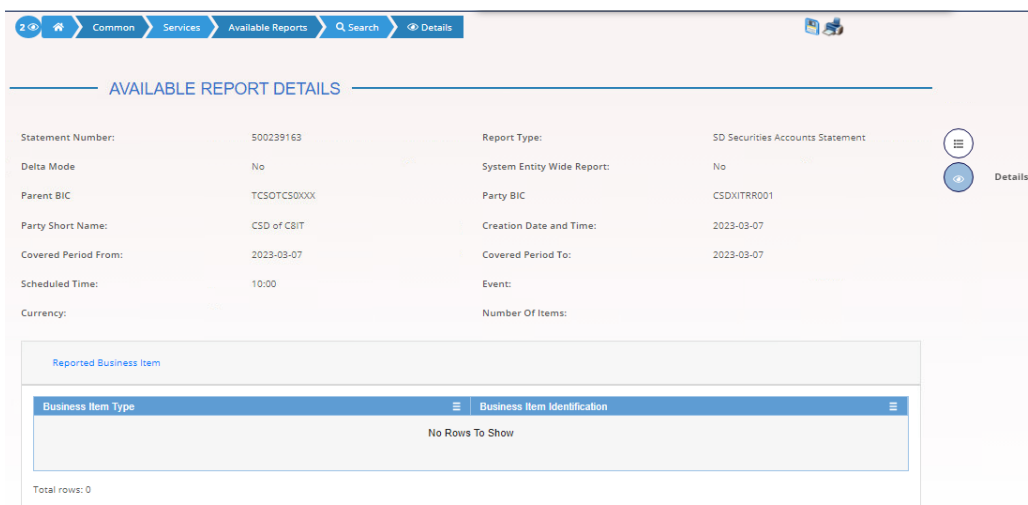 2 Common Services Available Reports Search Details
AVAILABLE REPORT DETAILS
Statement Number: 500239163 Report Type: SD Securities Accounts Statement
Delta Mode No System Entity Wide Report: No
Parent BIC TCSOTCS0XXX Party BIC CSDXITRR001
Details
Party Short Name: CSD of C8IT Creation Date and Time: 2023-03-07
Covered Period From: 2023-03-07 Covered Period To: 2023-03-07
Scheduled Time: 10:00 Event:
Currency: Number Of Items:
Reported Business Item
Business Item Type Business Item Identification
No Rows To Show
Total rows: 0